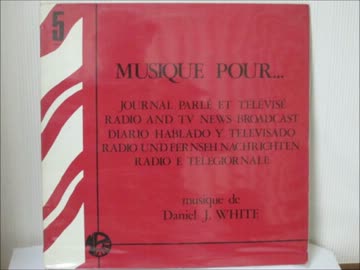 5
MUSIQUE POUR...
JOURNAL PARLÉ ET TÉLÉVISÉ
RADIO AND TV NEWS BROADCAST
DIARIO HABLADO Y TELEVISADO
RADIO UND FERNSEH NACHRICHTEN
RADIO E TELEGIORNALE
musique de
Daniel J. WHITE